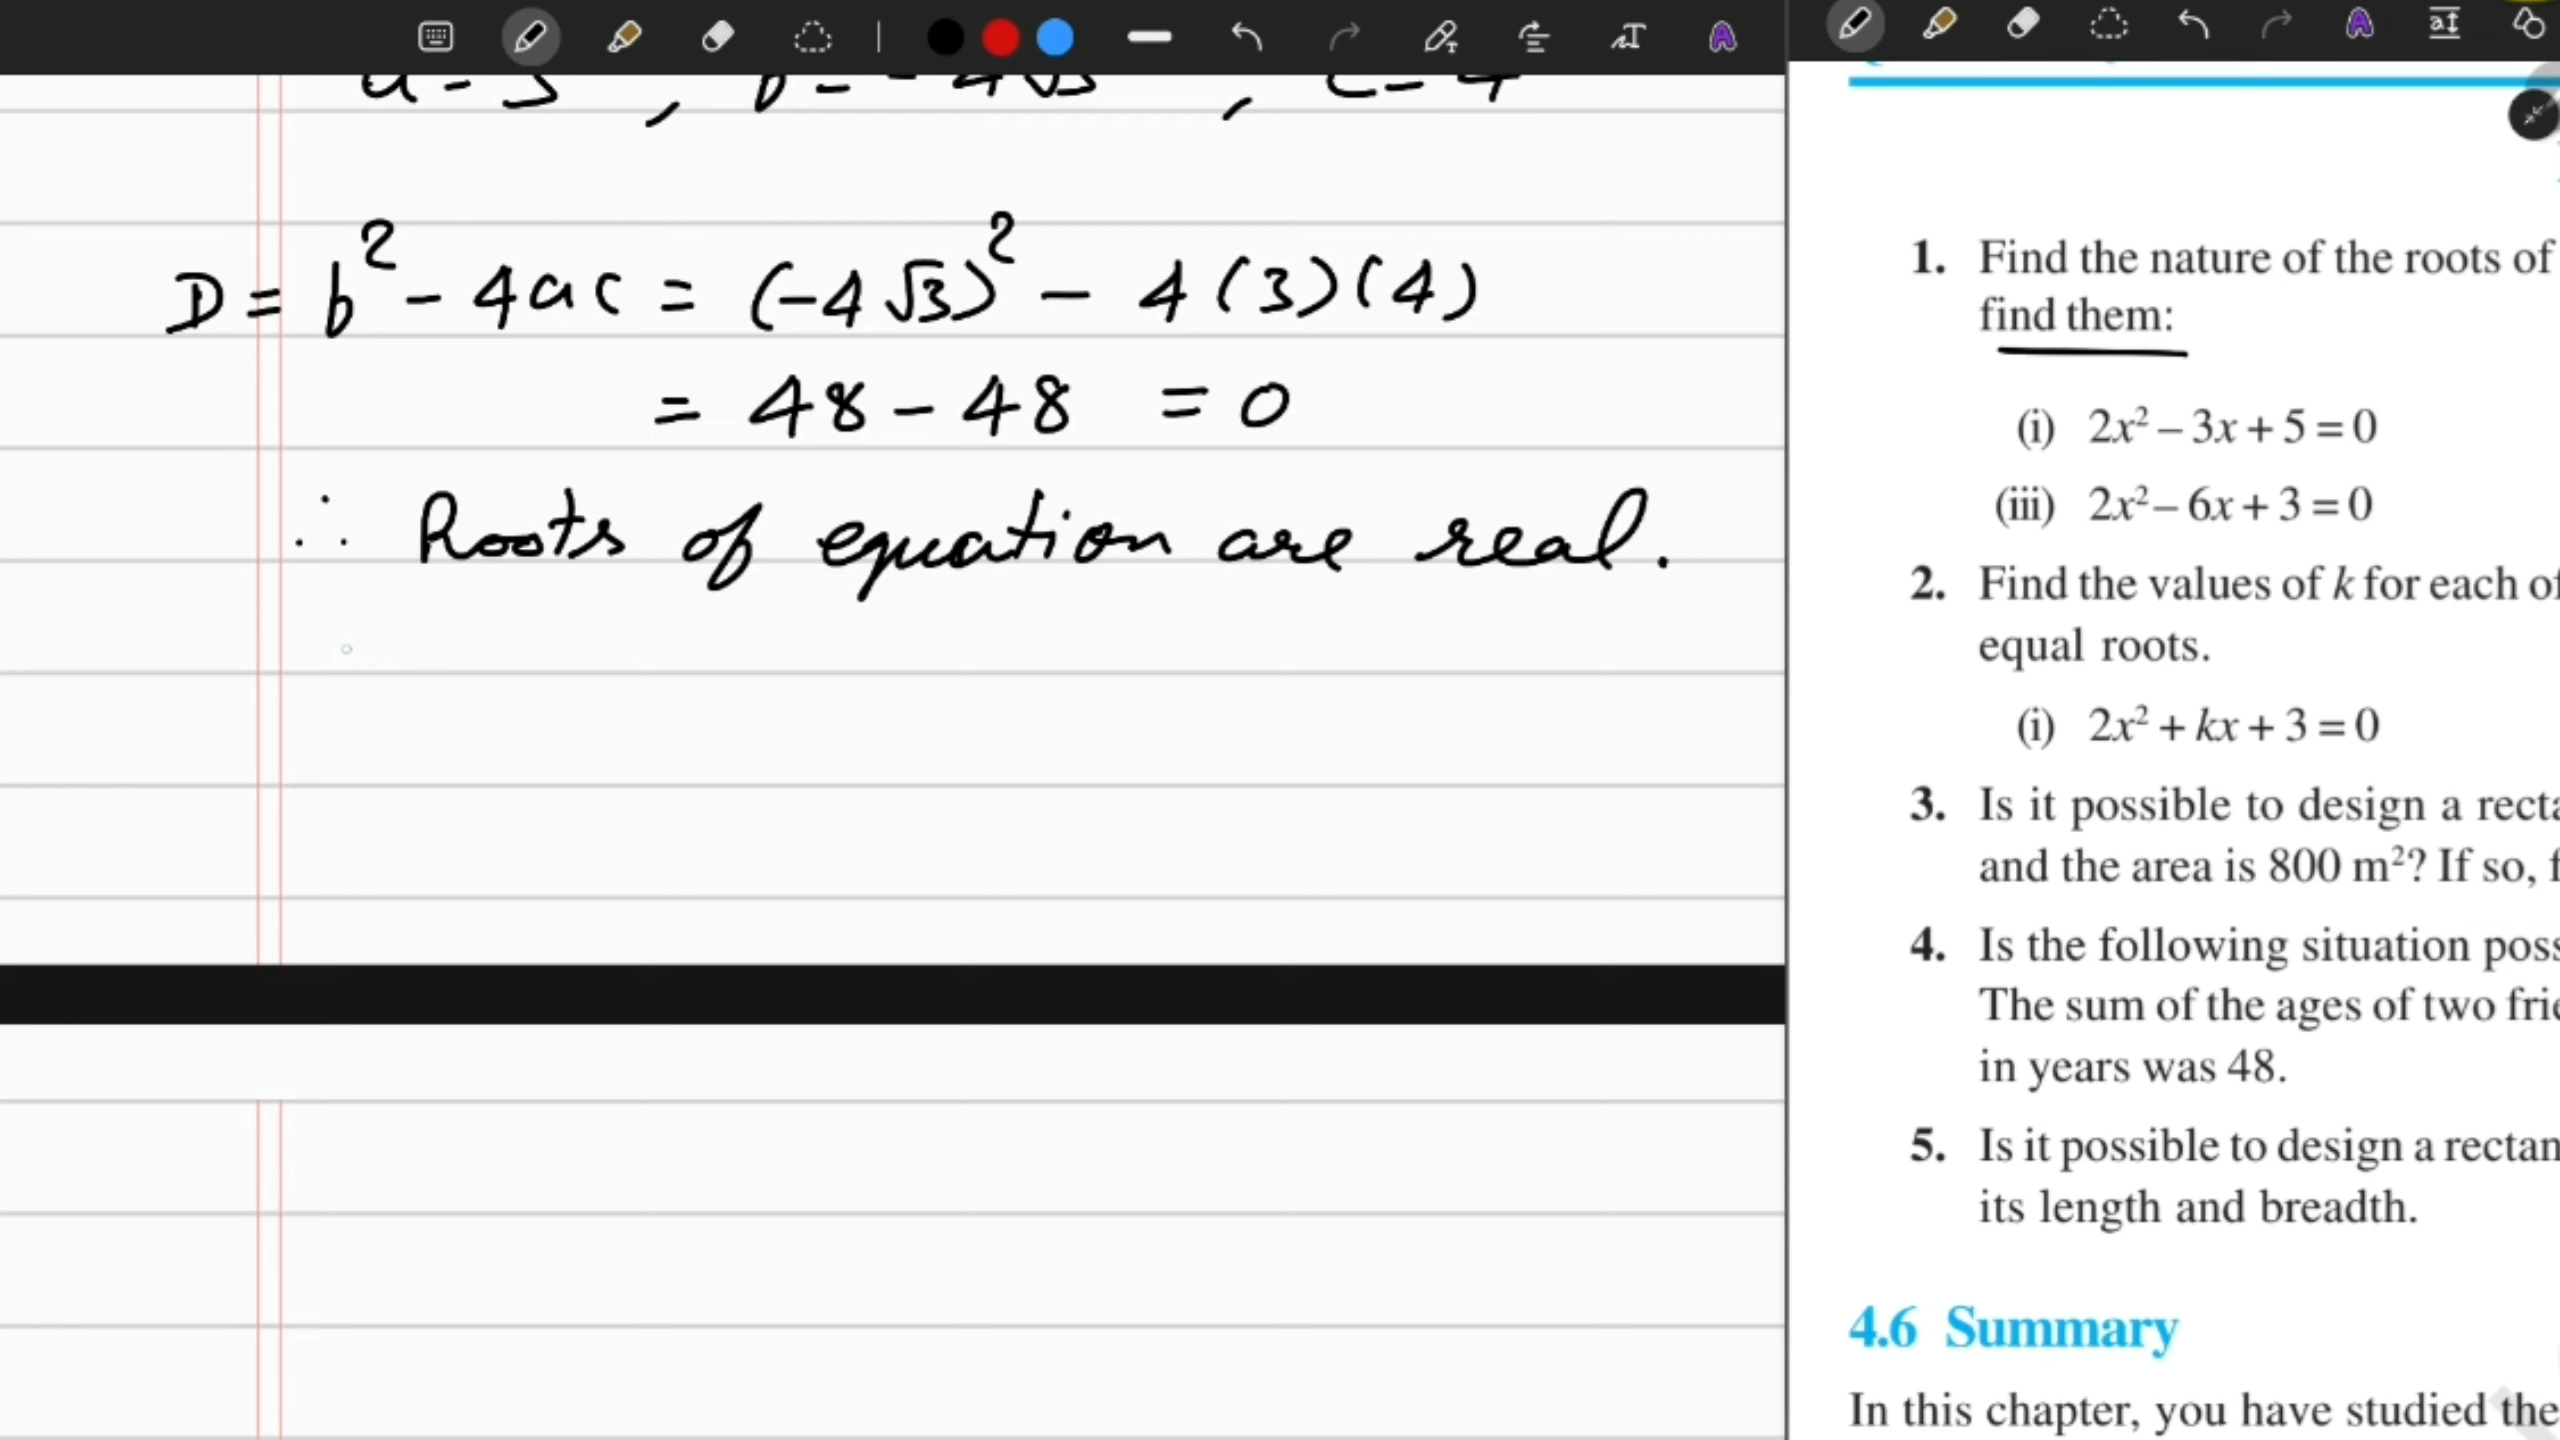 a = 3 , b = -4√3 , c = 4
D = b² - 4ac = (-4√3)² - 4(3)(4)
= 48 - 48 = 0
∴ Roots of equation are real.
1. Find the nature of the roots of
find them:
(i) 2x² – 3x + 5 = 0
(iii) 2x² – 6x + 3 = 0
2. Find the values of k for each of
equal roots.
(i) 2x² + kx + 3 = 0
3. Is it possible to design a recta
and the area is 800 m²? If so, f
4. Is the following situation poss
The sum of the ages of two frie
in years was 48.
5. Is it possible to design a rectan
its length and breadth.
4.6 Summary
In this chapter, you have studied the